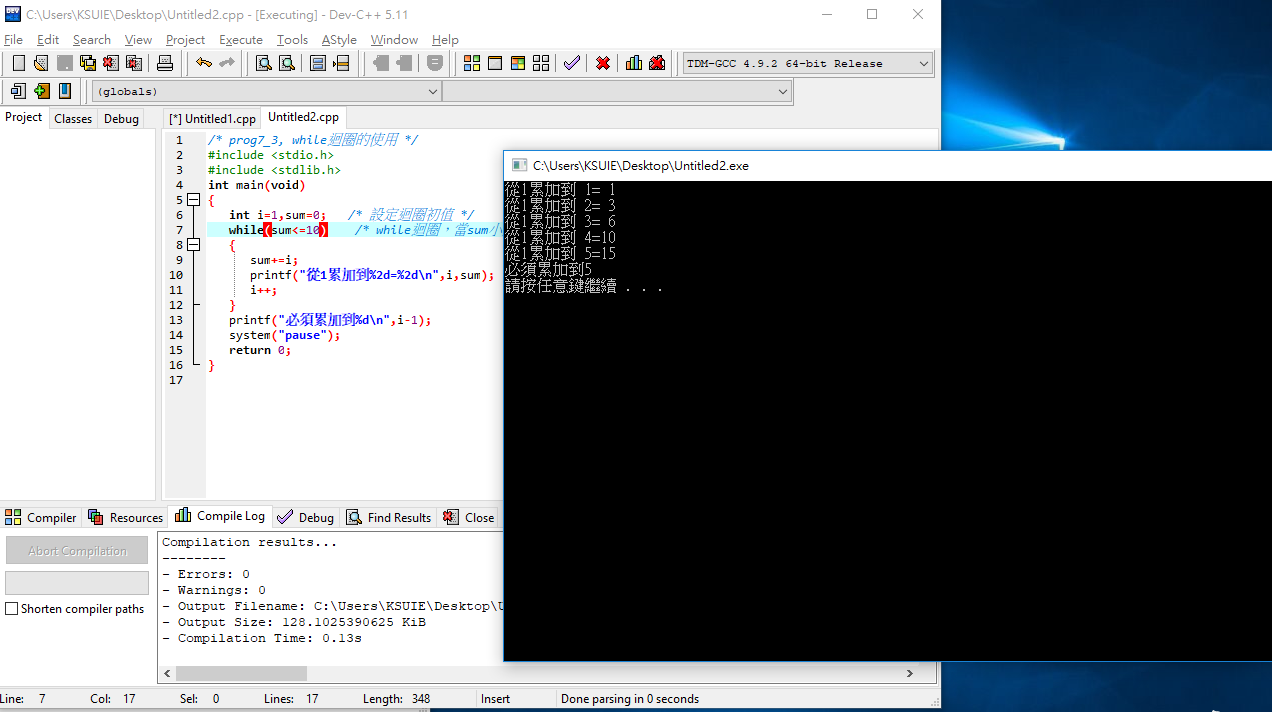 C:\Users\KSUIE\Desktop\Untitled2.cpp - [Executing] - Dev-C++ 5.11
File Edit Search View Project Execute Tools AStyle Window Help
TDM-GCC 4.9.2 64-bit Release
(globals)
Project Classes Debug
[*] Untitled1.cpp Untitled2.cpp
1 /* prog7_3, while迴圈的使用 */
2 #include <stdio.h>
3 #include <stdlib.h>
4 int main(void)
5 {
6 int i=1,sum=0; /* 設定迴圈初值 */
7 while(sum<=10) /* while迴圈，當sum小
8 {
9 sum+=i;
10 printf("從1累加到%2d=%2d\n",i,sum);
11 i++;
12 }
13 printf("必須累加到%d\n",i-1);
14 system("pause");
15 return 0;
16 }
17
C:\Users\KSUIE\Desktop\Untitled2.exe
從1累加到 1= 1
從1累加到 2= 3
從1累加到 3= 6
從1累加到 4=10
從1累加到 5=15
必須累加到5
請按任意鍵繼續 . . .
Compiler Resources Compile Log Debug Find Results Close
Abort Compilation
Shorten compiler paths
Compilation results...
--------
- Errors: 0
- Warnings: 0
- Output Filename: C:\Users\KSUIE\Desktop\U
- Output Size: 128.1025390625 KiB
- Compilation Time: 0.13s
Line: 7 Col: 17 Sel: 0 Lines: 17 Length: 348 Insert Done parsing in 0 seconds